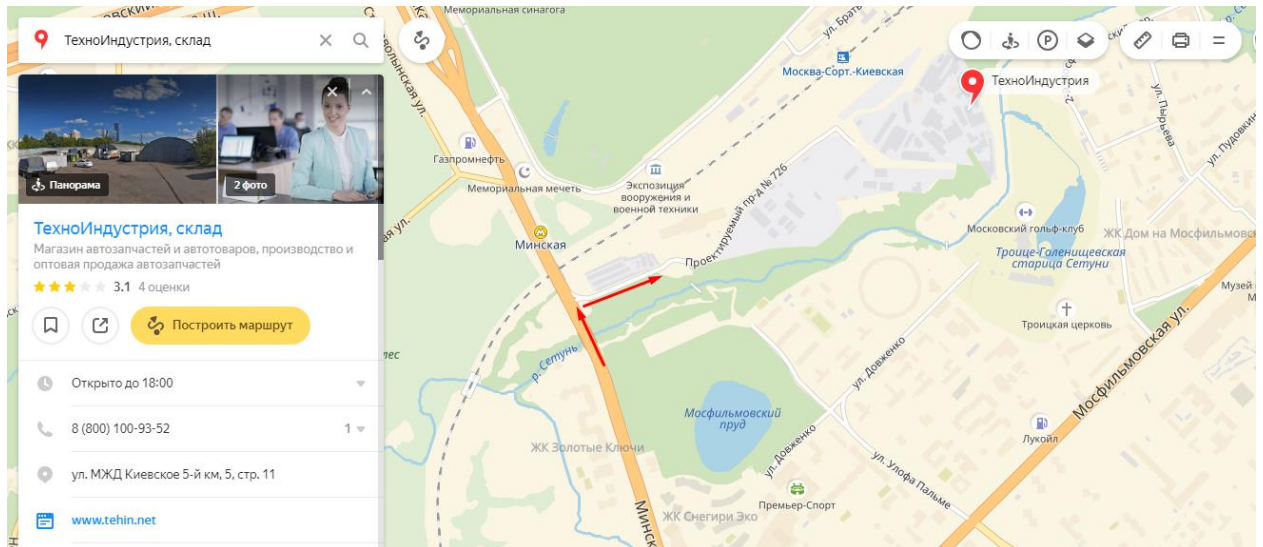 ТехноИндустрия, склад
Панорама
2 фото
ТехноИндустрия, склад
Магазин автозапчастей и автотоваров, производство и
оптовая продажа автозапчастей
3.1 4 оценки
Построить маршрут
Открыто до 18:00
8 (800) 100-93-52
1
ул. МЖД Киевское 5-й км, 5, стр. 11
www.tehin.net
Мемориальная синагога
Москва-Сорт.-Киевская
P
ТехноИндустрия
ул. Пырьева
ул. Пудовки
Газпромнефть
Мемориальная мечеть
Экспозиция
вооружения и
военной техники
Проектируемый пр-д № 726
Минская
Прое
Московский гольф-клуб
ЖК Дом на Мосфильмовс
Троице-Голенищевская
старица Сетуни
Музей
М
Троицкая церковь
р. Сетунь
лес
ул. Довженко
Мосфильмовская ул.
Мосфильмовский
пруд
Лукойл
ЖК Золотые Ключи
ул. Довженко
ул. Улофа Пальме
Премьер-Спорт
ЖК Снегири Эко
Минск